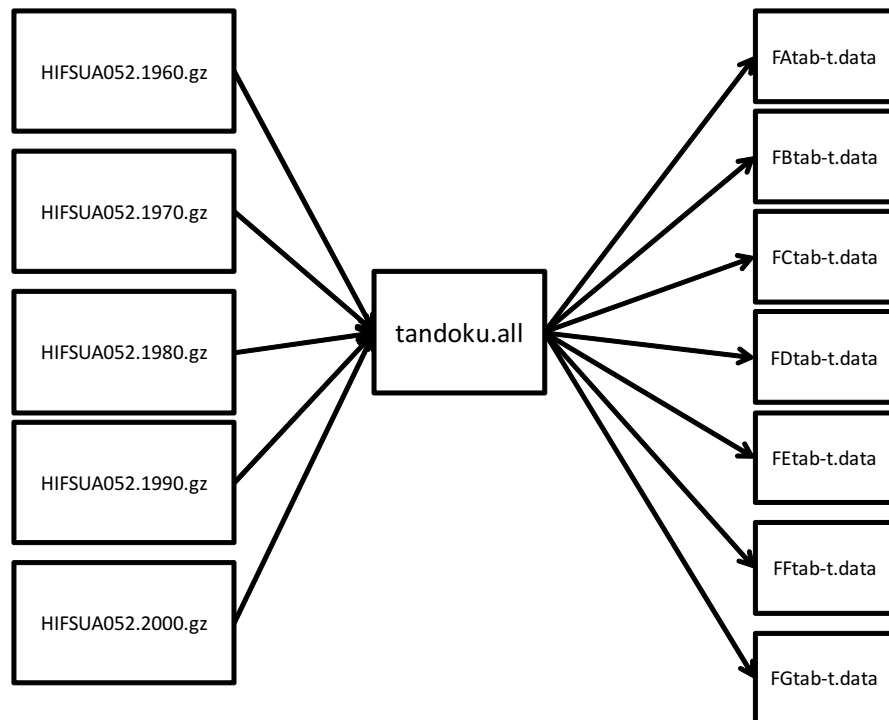 HIFSUA052.1960.gz
HIFSUA052.1970.gz
HIFSUA052.1980.gz
HIFSUA052.1990.gz
HIFSUA052.2000.gz
tandoku.all
FAtab-t.data
FBtab-t.data
FCtab-t.data
FDtab-t.data
FEtab-t.data
FFtab-t.data
FGtab-t.data